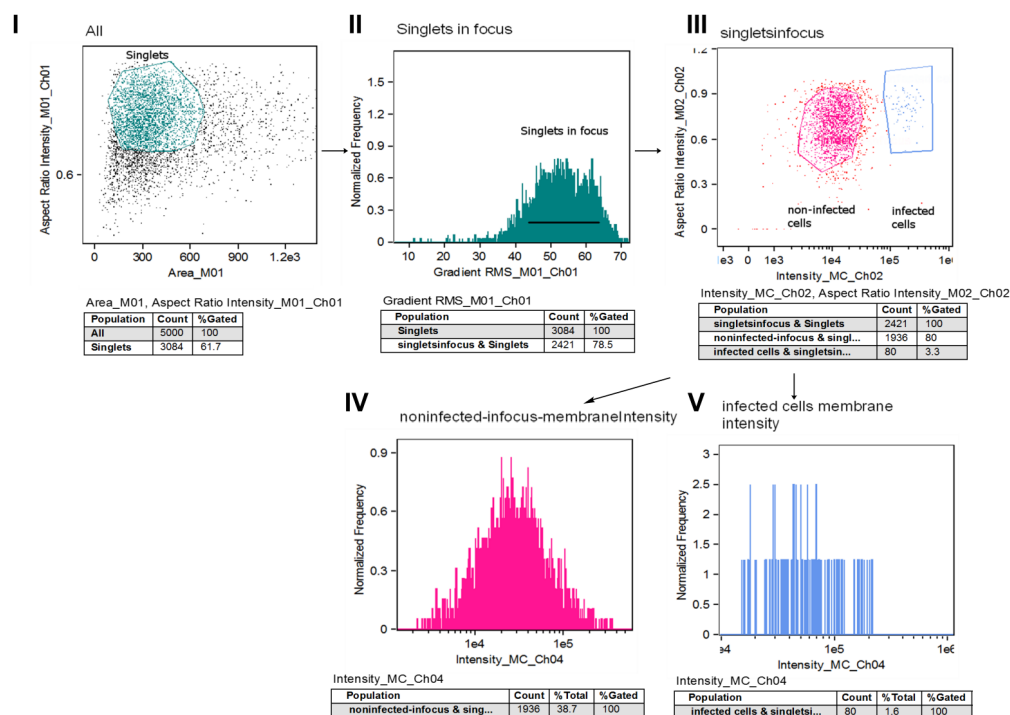 I
All
Singlets
Aspect Ratio Intensity_M01_Ch01
0.6
0 300 600 900 1.2e3
Area_M01
Area_M01, Aspect Ratio Intensity_M01_Ch01
Population Count %Gated
All 5000 100
Singlets 3084 61.7
II
Singlets in focus
Singlets in focus
Normalized Frequency
1.5
1.2
0.9
0.6
0.3
0
10 20 30 40 50 60 70
Gradient RMS_M01_Ch01
Gradient RMS_M01_Ch01
Population Count %Gated
Singlets 3084 100
singletsinfocus & Singlets 2421 78.5
III
singletsinfocus
Aspect Ratio Intensity_M02_Ch02
1.2
0.9
0.6
0.3
0
non-infected
cells
infected
cells
1e3 0 1e3 1e4 1e5 1e
Intensity_MC_Ch02
Intensity_MC_Ch02, Aspect Ratio Intensity_M02_Ch02
Population Count %Gated
singletsinfocus & Singlets 2421 100
noninfected-infocus & singl... 1936 80
infected cells & singletsin... 80 3.3
IV
noninfected-infocus-membraneIntensity
Normalized Frequency
0.9
0.6
0.3
0
1e4 1e5
Intensity_MC_Ch04
Intensity_MC_Ch04
Population Count %Total %Gated
noninfected-infocus & sing... 1936 38.7 100
V
infected cells membrane
intensity
Normalized Frequency
3
2.5
2
1.5
1
0.5
0
e4 1e5 1e6
Intensity_MC_Ch04
Intensity_MC_Ch04
Population Count %Total %Gated
infected cells & singletsi... 80 1.6 100